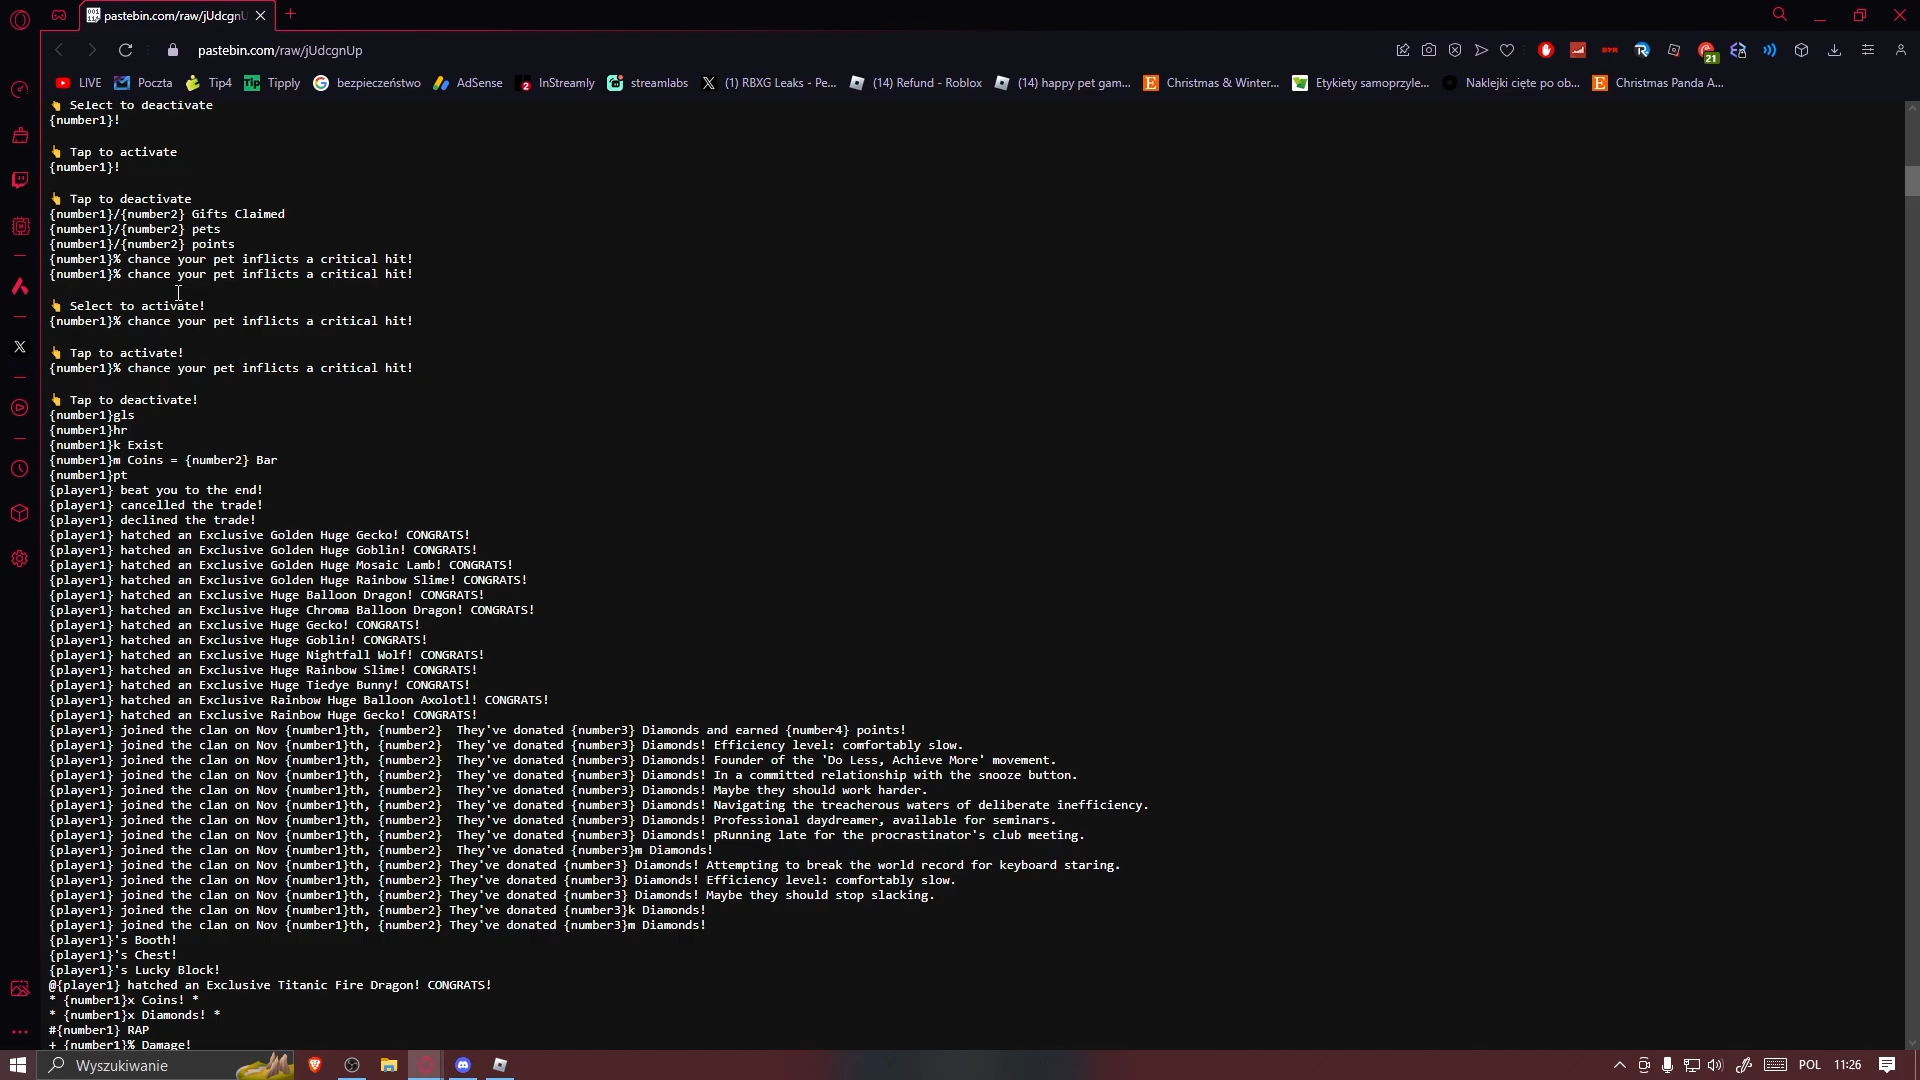 pastebin.com/raw/jUdcgnU
pastebin.com/raw/jUdcgnUp
21
LIVE
Poczta
Tip4
Tip
Tipply
bezpieczeństwo
AdSense
2
InStreamly
streamlabs
(1) RBXG Leaks - Pe...
(14) Refund - Roblox
(14) happy pet gam...
Christmas & Winter...
Etykiety samoprzyle...
Naklejki cięte po ob...
Christmas Panda A...
👆 Select to deactivate
{number1}!
👆 Tap to activate
{number1}!
👆 Tap to deactivate
{number1}/{number2} Gifts Claimed
{number1}/{number2} pets
{number1}/{number2} points
{number1}% chance your pet inflicts a critical hit!
{number1}% chance your pet inflicts a critical hit!
👆 Select to activate!
{number1}% chance your pet inflicts a critical hit!
👆 Tap to activate!
{number1}% chance your pet inflicts a critical hit!
👆 Tap to deactivate!
{number1}gls
{number1}hr
{number1}k Exist
{number1}m Coins = {number2} Bar
{number1}pt
{player1} beat you to the end!
{player1} cancelled the trade!
{player1} declined the trade!
{player1} hatched an Exclusive Golden Huge Gecko! CONGRATS!
{player1} hatched an Exclusive Golden Huge Goblin! CONGRATS!
{player1} hatched an Exclusive Golden Huge Mosaic Lamb! CONGRATS!
{player1} hatched an Exclusive Golden Huge Rainbow Slime! CONGRATS!
{player1} hatched an Exclusive Huge Balloon Dragon! CONGRATS!
{player1} hatched an Exclusive Huge Chroma Balloon Dragon! CONGRATS!
{player1} hatched an Exclusive Huge Gecko! CONGRATS!
{player1} hatched an Exclusive Huge Goblin! CONGRATS!
{player1} hatched an Exclusive Huge Nightfall Wolf! CONGRATS!
{player1} hatched an Exclusive Huge Rainbow Slime! CONGRATS!
{player1} hatched an Exclusive Huge Tiedye Bunny! CONGRATS!
{player1} hatched an Exclusive Rainbow Huge Balloon Axolotl! CONGRATS!
{player1} hatched an Exclusive Rainbow Huge Gecko! CONGRATS!
{player1} joined the clan on Nov {number1}th, {number2}  They've donated {number3} Diamonds and earned {number4} points!
{player1} joined the clan on Nov {number1}th, {number2}  They've donated {number3} Diamonds! Efficiency level: comfortably slow.
{player1} joined the clan on Nov {number1}th, {number2}  They've donated {number3} Diamonds! Founder of the 'Do Less, Achieve More' movement.
{player1} joined the clan on Nov {number1}th, {number2}  They've donated {number3} Diamonds! In a committed relationship with the snooze button.
{player1} joined the clan on Nov {number1}th, {number2}  They've donated {number3} Diamonds! Maybe they should work harder.
{player1} joined the clan on Nov {number1}th, {number2}  They've donated {number3} Diamonds! Navigating the treacherous waters of deliberate inefficiency.
{player1} joined the clan on Nov {number1}th, {number2}  They've donated {number3} Diamonds! Professional daydreamer, available for seminars.
{player1} joined the clan on Nov {number1}th, {number2}  They've donated {number3} Diamonds! pRunning late for the procrastinator's club meeting.
{player1} joined the clan on Nov {number1}th, {number2}  They've donated {number3}m Diamonds!
{player1} joined the clan on Nov {number1}th, {number2} They've donated {number3} Diamonds! Attempting to break the world record for keyboard staring.
{player1} joined the clan on Nov {number1}th, {number2} They've donated {number3} Diamonds! Efficiency level: comfortably slow.
{player1} joined the clan on Nov {number1}th, {number2} They've donated {number3} Diamonds! Maybe they should stop slacking.
{player1} joined the clan on Nov {number1}th, {number2} They've donated {number3}k Diamonds!
{player1} joined the clan on Nov {number1}th, {number2} They've donated {number3}m Diamonds!
{player1}'s Booth!
{player1}'s Chest!
{player1}'s Lucky Block!
@{player1} hatched an Exclusive Titanic Fire Dragon! CONGRATS!
* {number1}x Coins! *
* {number1}x Diamonds! *
#{number1} RAP
+ {number1}% Damage!
Wyszukiwanie
POL
11:26